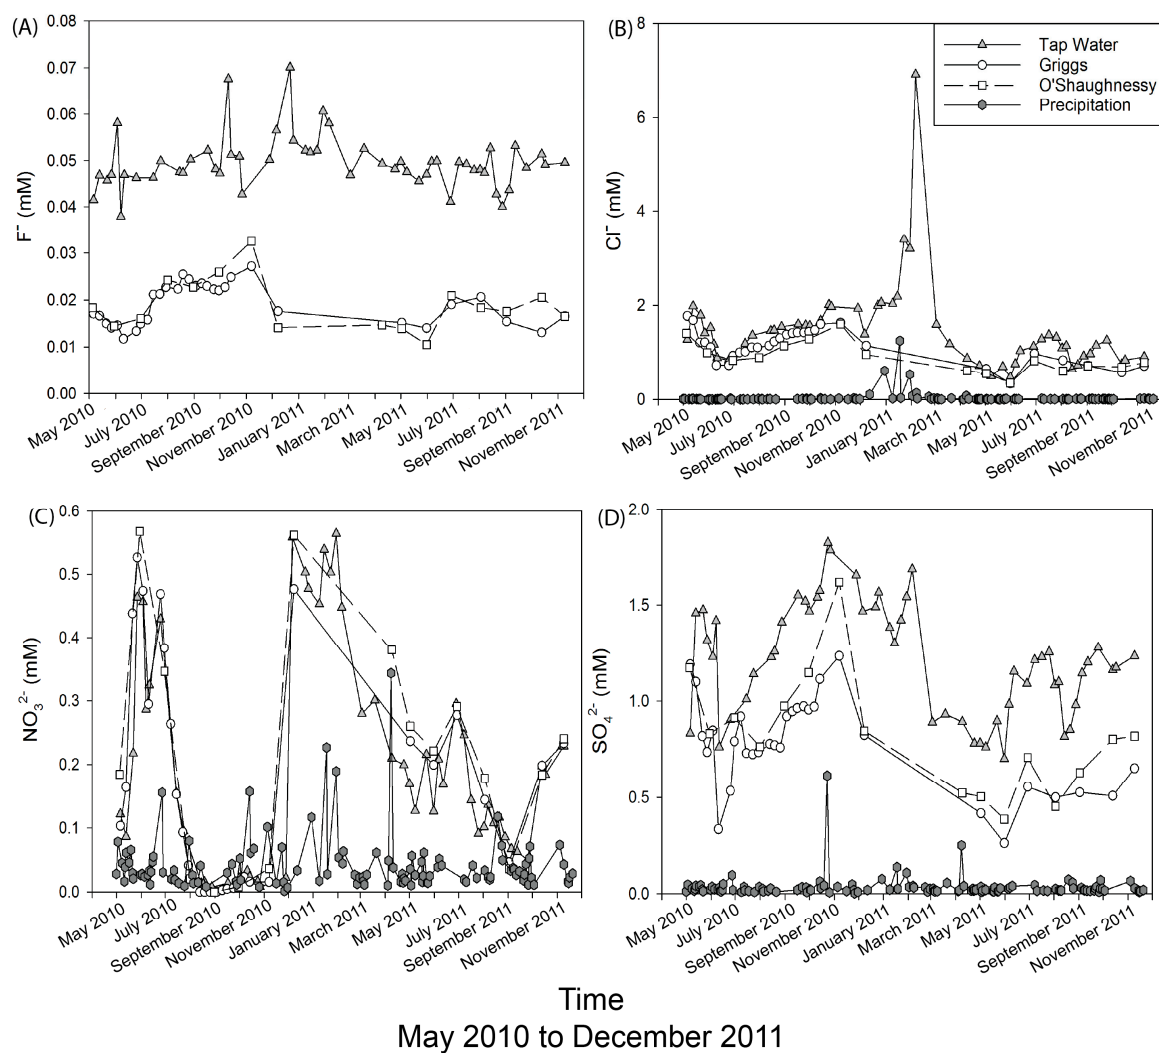 (A)
0.08
0.07
0.06
0.05
0.04
0.03
0.02
0.01
0.00
F⁻ (mM)
May 2010
July 2010
September 2010
November 2010
January 2011
March 2011
May 2011
July 2011
September 2011
November 2011
(B)
8
6
4
2
0
Cl⁻ (mM)
Tap Water
Griggs
O'Shaughnessy
Precipitation
May 2010
July 2010
September 2010
November 2010
January 2011
March 2011
May 2011
July 2011
September 2011
November 2011
(C)
0.6
0.5
0.4
0.3
0.2
0.1
0.0
NO₃²⁻ (mM)
May 2010
July 2010
September 2010
November 2010
January 2011
March 2011
May 2011
July 2011
September 2011
November 2011
(D)
2.0
1.5
1.0
0.5
0.0
SO₄²⁻ (mM)
May 2010
July 2010
September 2010
November 2010
January 2011
March 2011
May 2011
July 2011
September 2011
November 2011
Time
May 2010 to December 2011